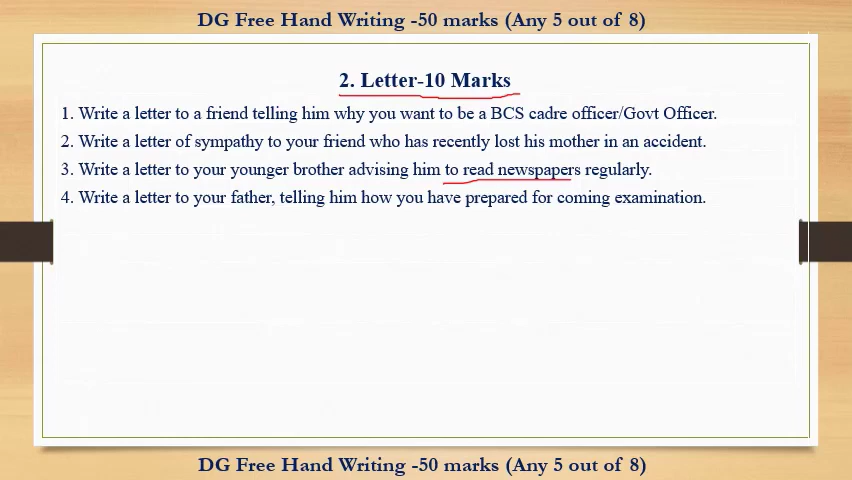 DG Free Hand Writing -50 marks (Any 5 out of 8)
2. Letter-10 Marks
1. Write a letter to a friend telling him why you want to be a BCS cadre officer/Govt Officer.
2. Write a letter of sympathy to your friend who has recently lost his mother in an accident.
3. Write a letter to your younger brother advising him to read newspapers regularly.
4. Write a letter to your father, telling him how you have prepared for coming examination.
DG Free Hand Writing -50 marks (Any 5 out of 8)